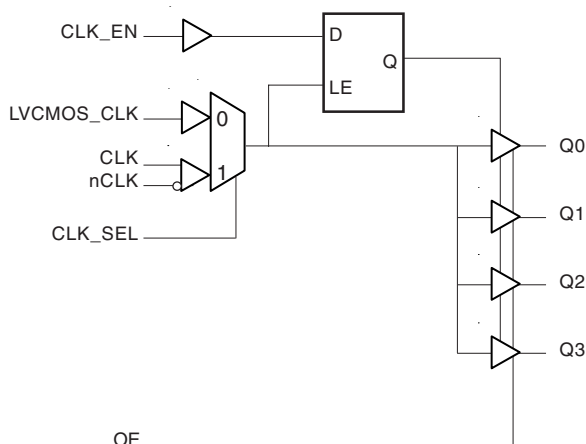 CLK_EN
D
Q
LE
LVCMOS_CLK
0
CLK
1
nCLK
CLK_SEL
Q0
Q1
Q2
Q3
OE